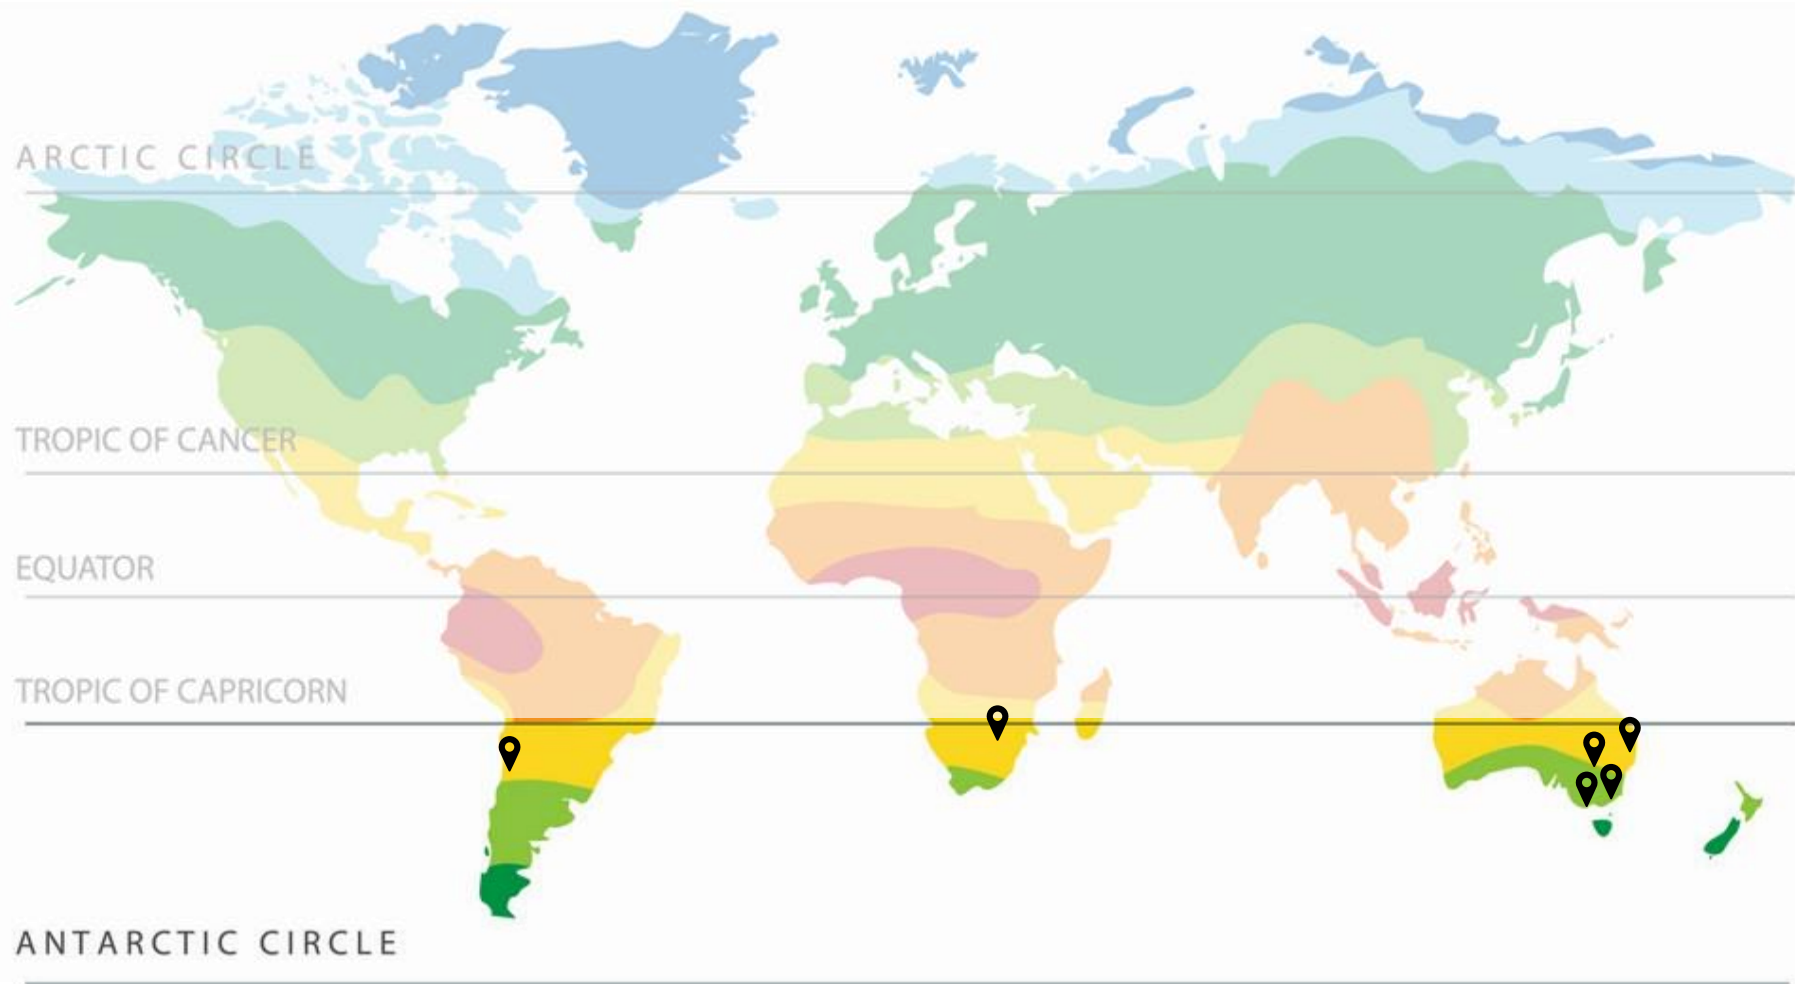 ARCTIC CIRCLE
TROPIC OF CANCER
EQUATOR
TROPIC OF CAPRICORN
ANTARCTIC CIRCLE